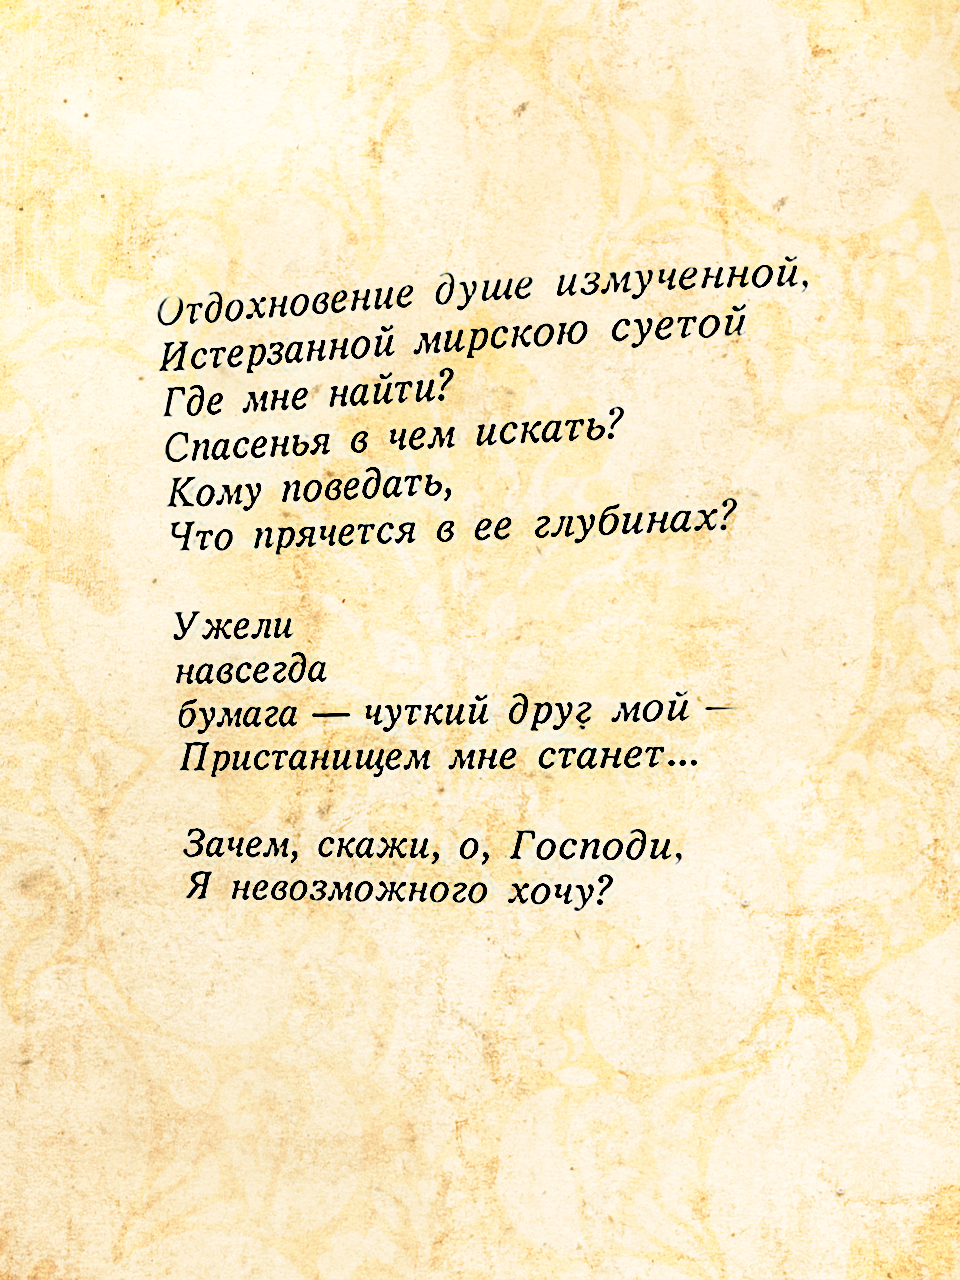 Отдохновение душе измученной,
Истерзанной мирскою суетой
Где мне найти?
Спасенья в чем искать?
Кому поведать,
Что прячется в ее глубинах?
Ужели
навсегда
бумага — чуткий друг мой —
Пристанищем мне станет...
Зачем, скажи, о, Господи,
Я невозможного хочу?